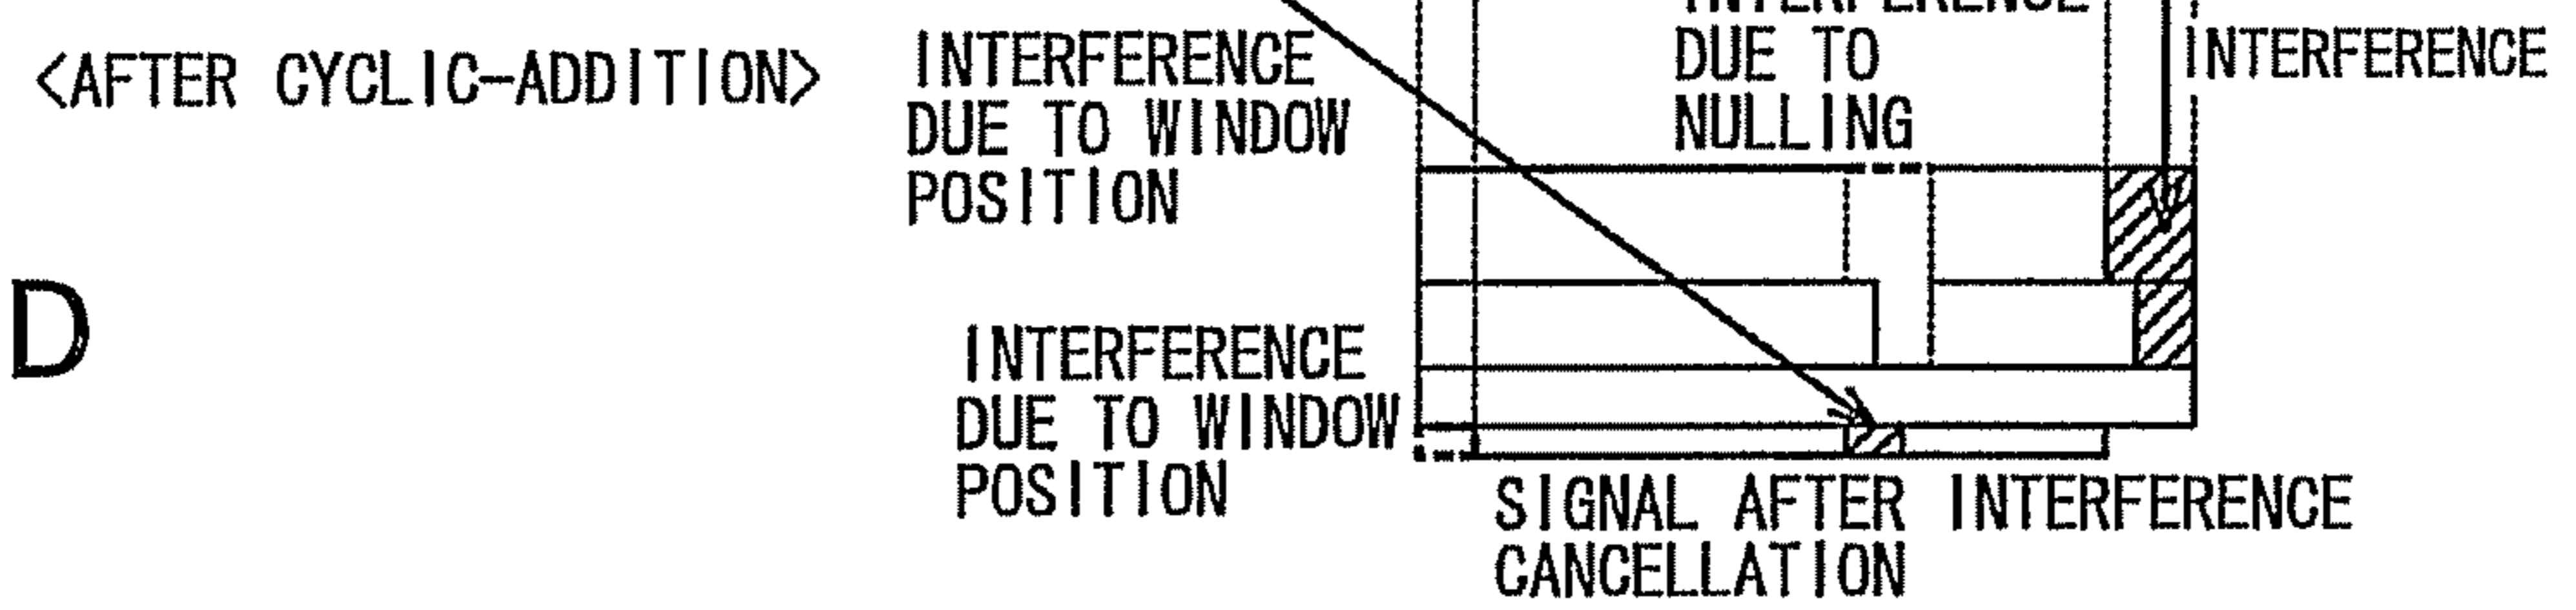 <AFTER CYCLIC-ADDITION>
INTERFERENCE
DUE TO WINDOW
POSITION
INTERFERENCE
DUE TO
NULLING
INTERFERENCE
D
INTERFERENCE
DUE TO WINDOW
POSITION
SIGNAL AFTER INTERFERENCE
CANCELLATION